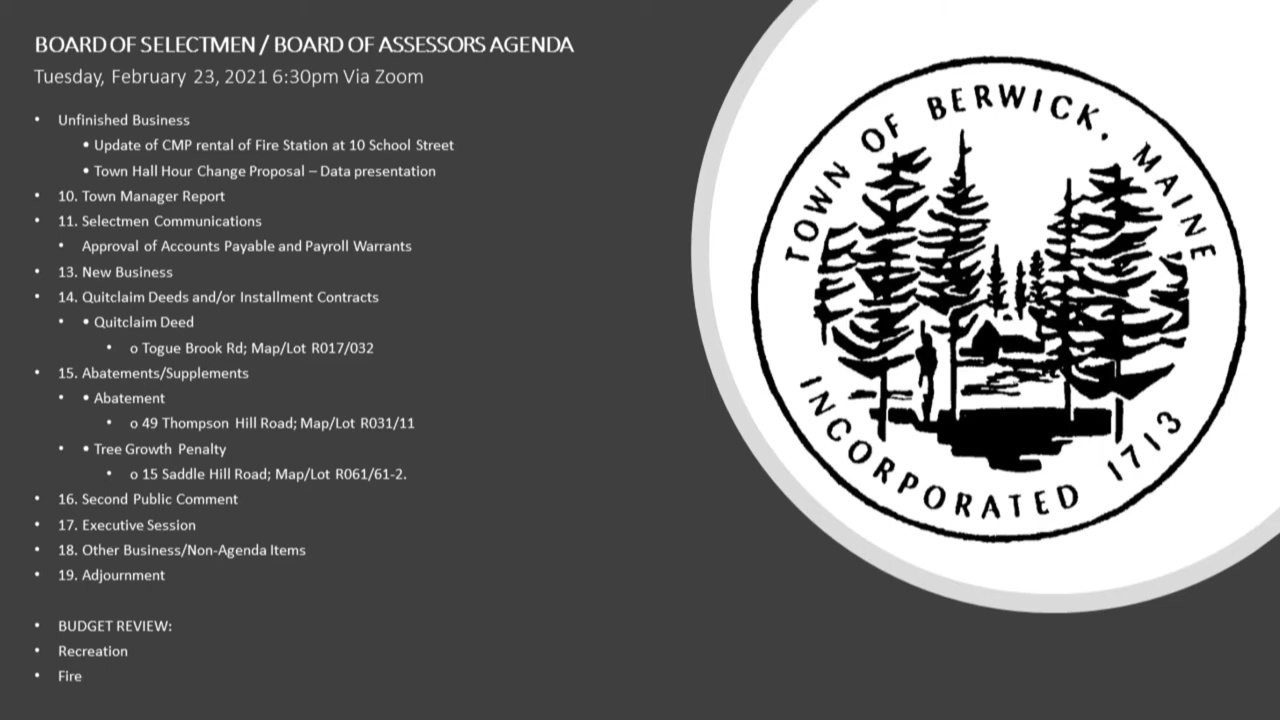 BOARD OF SELECTMEN / BOARD OF ASSESSORS AGENDA
Tuesday, February 23, 2021 6:30pm Via Zoom
• Unfinished Business
• Update of CMP rental of Fire Station at 10 School Street
• Town Hall Hour Change Proposal – Data presentation
• 10. Town Manager Report
• 11. Selectmen Communications
• Approval of Accounts Payable and Payroll Warrants
• 13. New Business
• 14. Quitclaim Deeds and/or Installment Contracts
• • Quitclaim Deed
• o Togue Brook Rd; Map/Lot R017/032
• 15. Abatements/Supplements
• • Abatement
• o 49 Thompson Hill Road; Map/Lot R031/11
• • Tree Growth Penalty
• o 15 Saddle Hill Road; Map/Lot R061/61-2.
• 16. Second Public Comment
• 17. Executive Session
• 18. Other Business/Non-Agenda Items
• 19. Adjournment
• BUDGET REVIEW:
• Recreation
• Fire
TOWN OF BERWICK, MAINE
INCORPORATED 1713